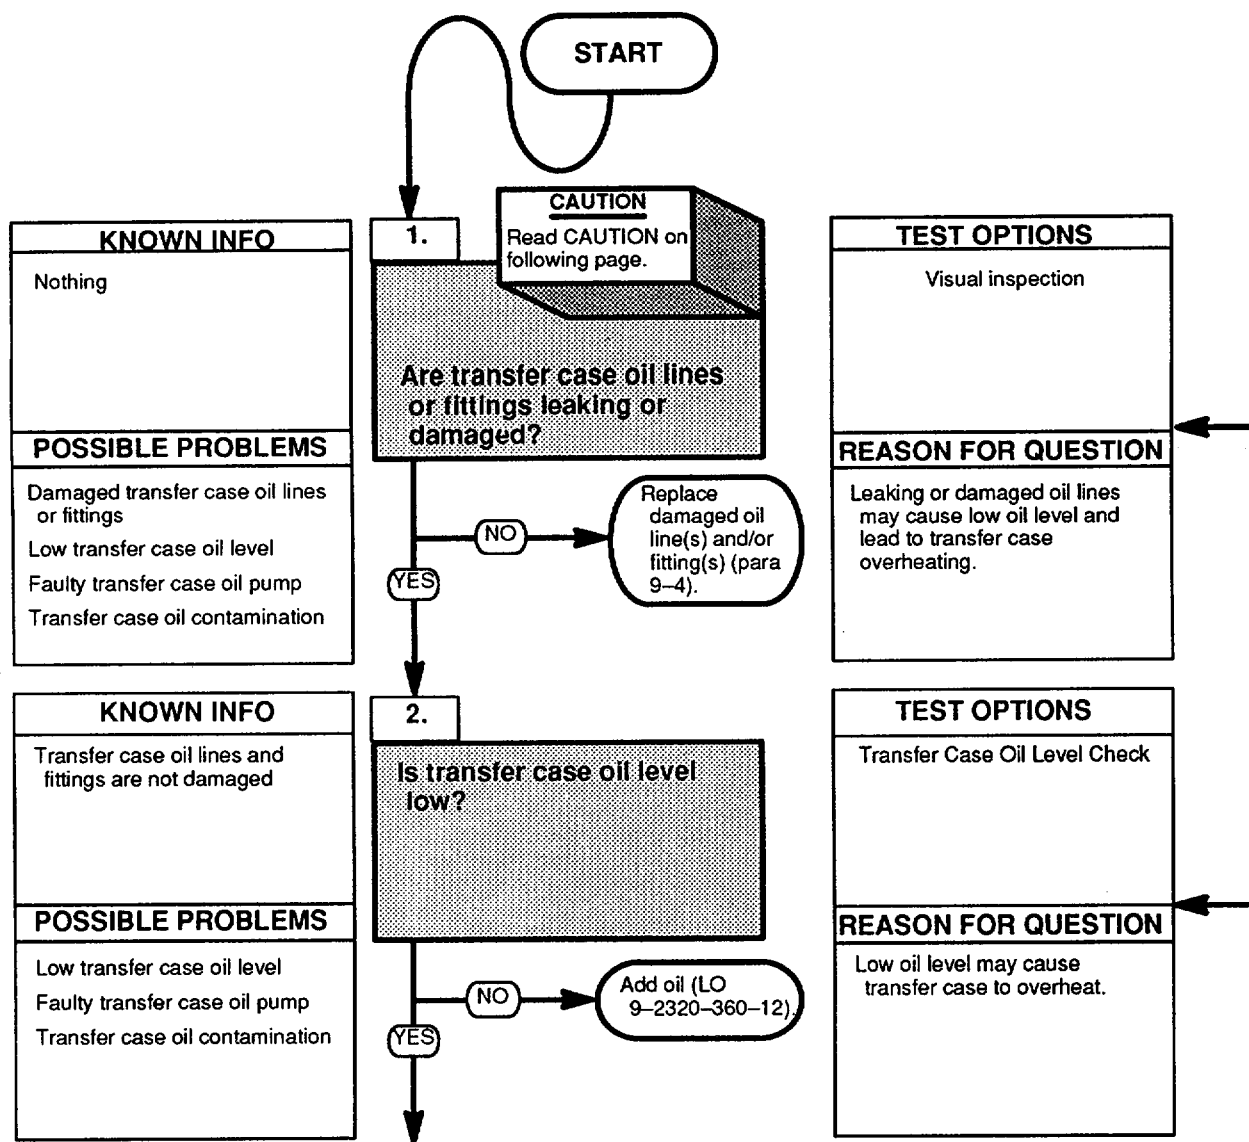 START
KNOWN INFO
Nothing
POSSIBLE PROBLEMS
Damaged transfer case oil lines
or fittings
Low transfer case oil level
Faulty transfer case oil pump
Transfer case oil contamination
1.
CAUTION
Read CAUTION on
following page.
Are transfer case oil lines
or fittings leaking or
damaged?
NO
Replace
damaged oil
line(s) and/or
fitting(s) (para
9–4).
YES
TEST OPTIONS
Visual inspection
REASON FOR QUESTION
Leaking or damaged oil lines
may cause low oil level and
lead to transfer case
overheating.
KNOWN INFO
Transfer case oil lines and
fittings are not damaged
POSSIBLE PROBLEMS
Low transfer case oil level
Faulty transfer case oil pump
Transfer case oil contamination
2.
Is transfer case oil level
low?
NO
Add oil (LO
9–2320–360–12).
YES
TEST OPTIONS
Transfer Case Oil Level Check
REASON FOR QUESTION
Low oil level may cause
transfer case to overheat.